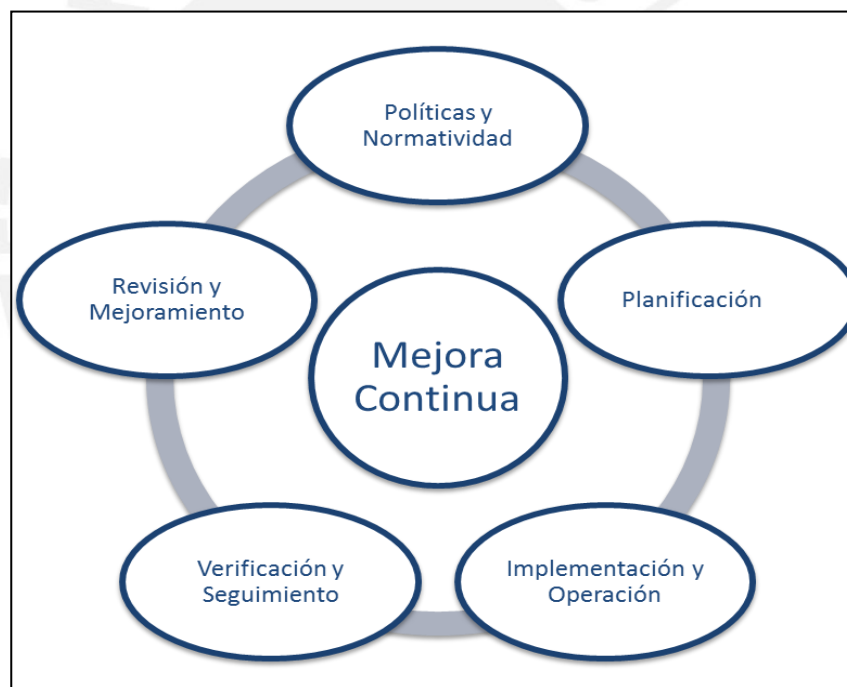 Políticas y
Normatividad
Planificación
Implementación y
Operación
Verificación y
Seguimiento
Revisión y
Mejoramiento
Mejora
Continua